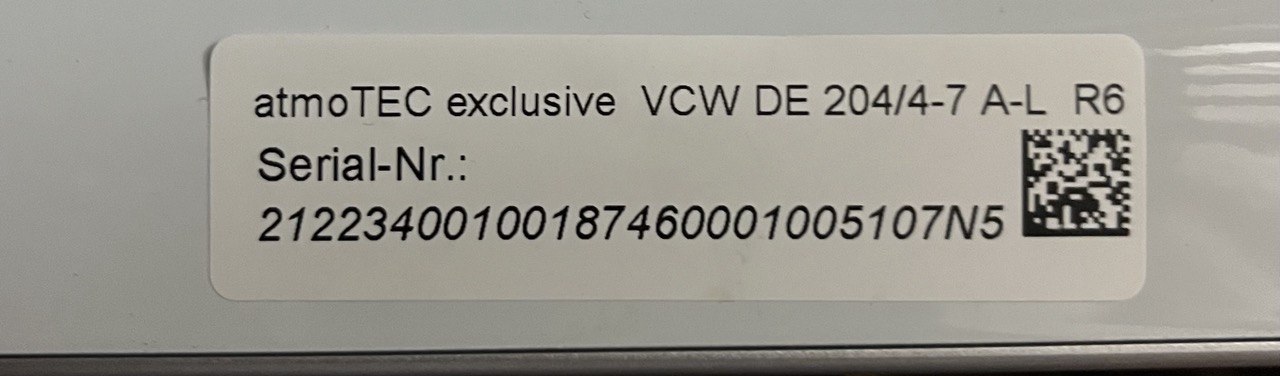 atmoTEC exclusive VCW DE 204/4-7 A-L R6
Serial-Nr.:
21223400100187460001005107N5